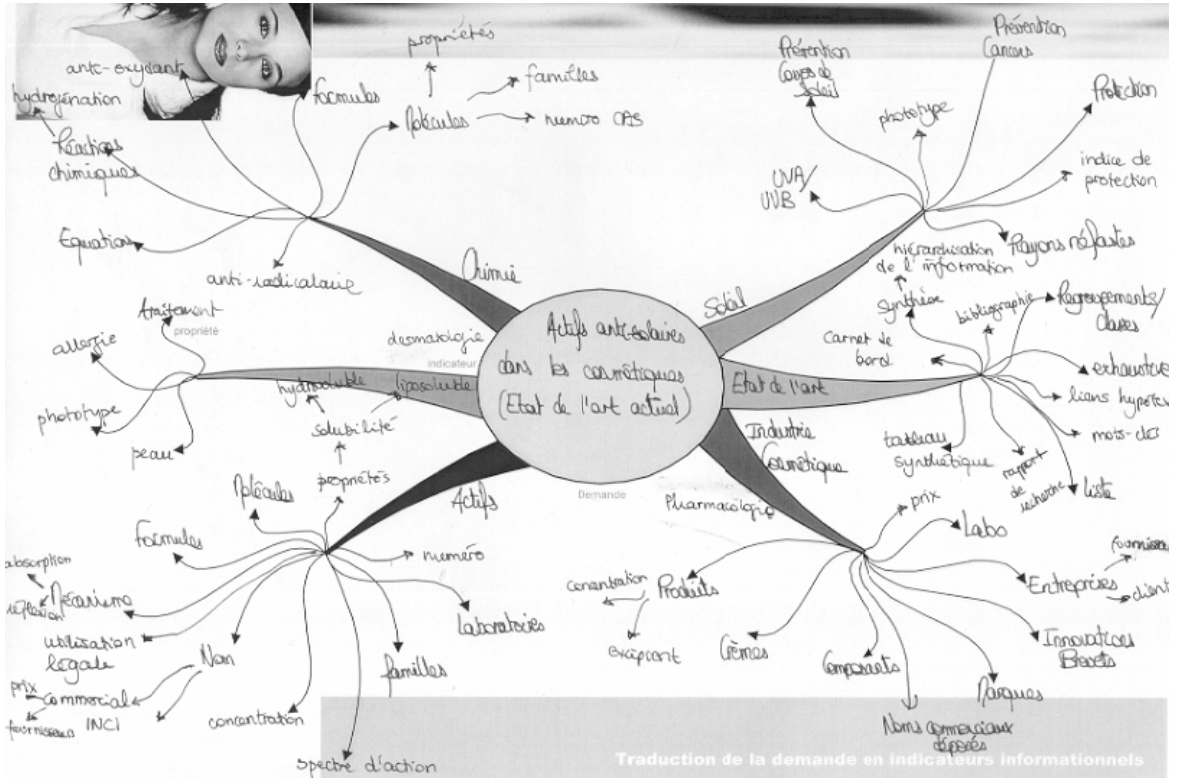 propriétés
anti-oxydant
familles
hydrogénation
Formules
Molécules
numéro CAS
Réactions
chimiques
Equations
anti-radicalaire
Chimie
Prévention
Coups de
Soleil
Prévention
Cancers
Protection
phototype
indice de
protection
UVA/
UVB
Rayons néfastes
Soleil
hiérarchisation
de l'information
Synthèse
bibliographie
Regroupements/
classes
Carnet de
bord
liens
mots-clés
tableau
synthétique
rapport
de
recherche
liste
Etat de l'art
traitement
propriété
allergie
phototype
peau
dermatologie
indicateur
Actifs anti-solaires
dans les cosmétiques
(Etat de l'art actuel)
Demande
hydrosoluble
liposoluble
solubilité
propriétés
Molécules
Actifs
Formules
numéro
absorption
réflexion
Mécanisme
utilisation
légale
Nom
prix
commercial
fournisseurs
INCI
concentration
Spectre d'action
familles
Laboratoires
Industrie
Cosmétique
Pharmacologie
prix
Labo
Entreprises
Innovations
Brevets
Marques
Noms commerciaux
déposés
Composants
Crèmes
Produits
concentration
excipient
Traduction de la demande en indicateurs informationnels